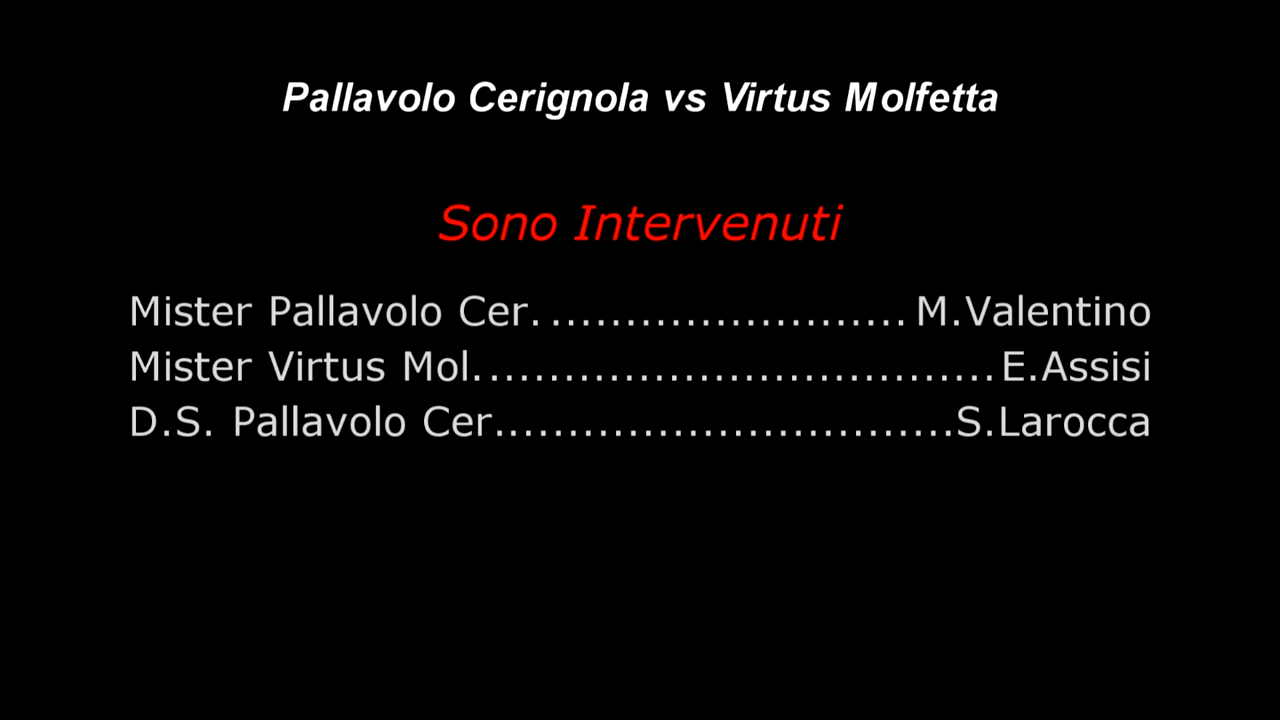 Pallavolo Cerignola vs Virtus Molfetta
Sono Intervenuti
Mister Pallavolo Cer. ........................ M.Valentino
Mister Virtus Mol................................... E.Assisi
D.S. Pallavolo Cer...............................S.Larocca